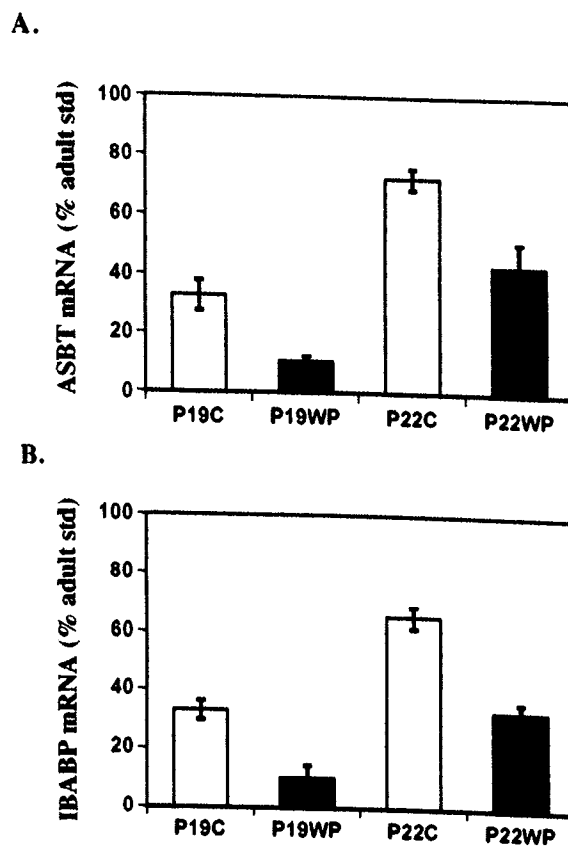 A.
ASBT mRNA (% adult std)
100
80
60
40
20
0
P19C P19WP P22C P22WP
B.
IBABP mRNA (% adult std)
100
80
60
40
20
0
P19C P19WP P22C P22WP